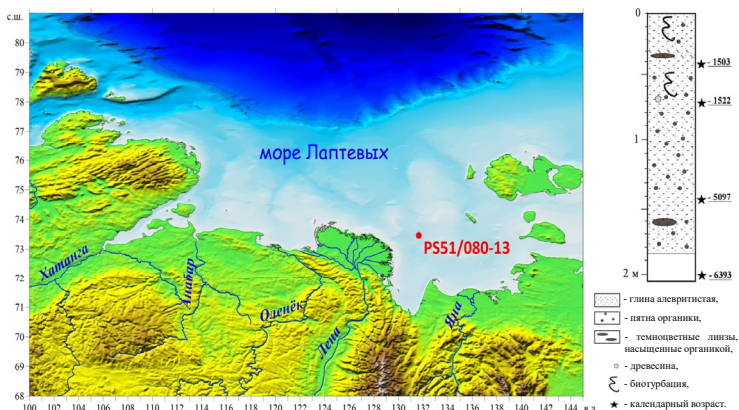 с.ш.
80
79
78
77
76
75
74
73
72
71
70
69
68
100 102 104 106 108 110 112 114 116 118 120 122 124 126 128 130 132 134 136 138 140 142 144 в.д.
море Лаптевых
PS51/080-13
Хатанга
Анабар
Оленёк
Лена
Яна
0
- 1503
- 1522
1
- 5097
2 м
- 6393
- глина алевритистая,
- пятна органики,
- темноцветные линзы,
насыщенные органикой,
- древесина,
- биотурбация,
- календарный возраст.